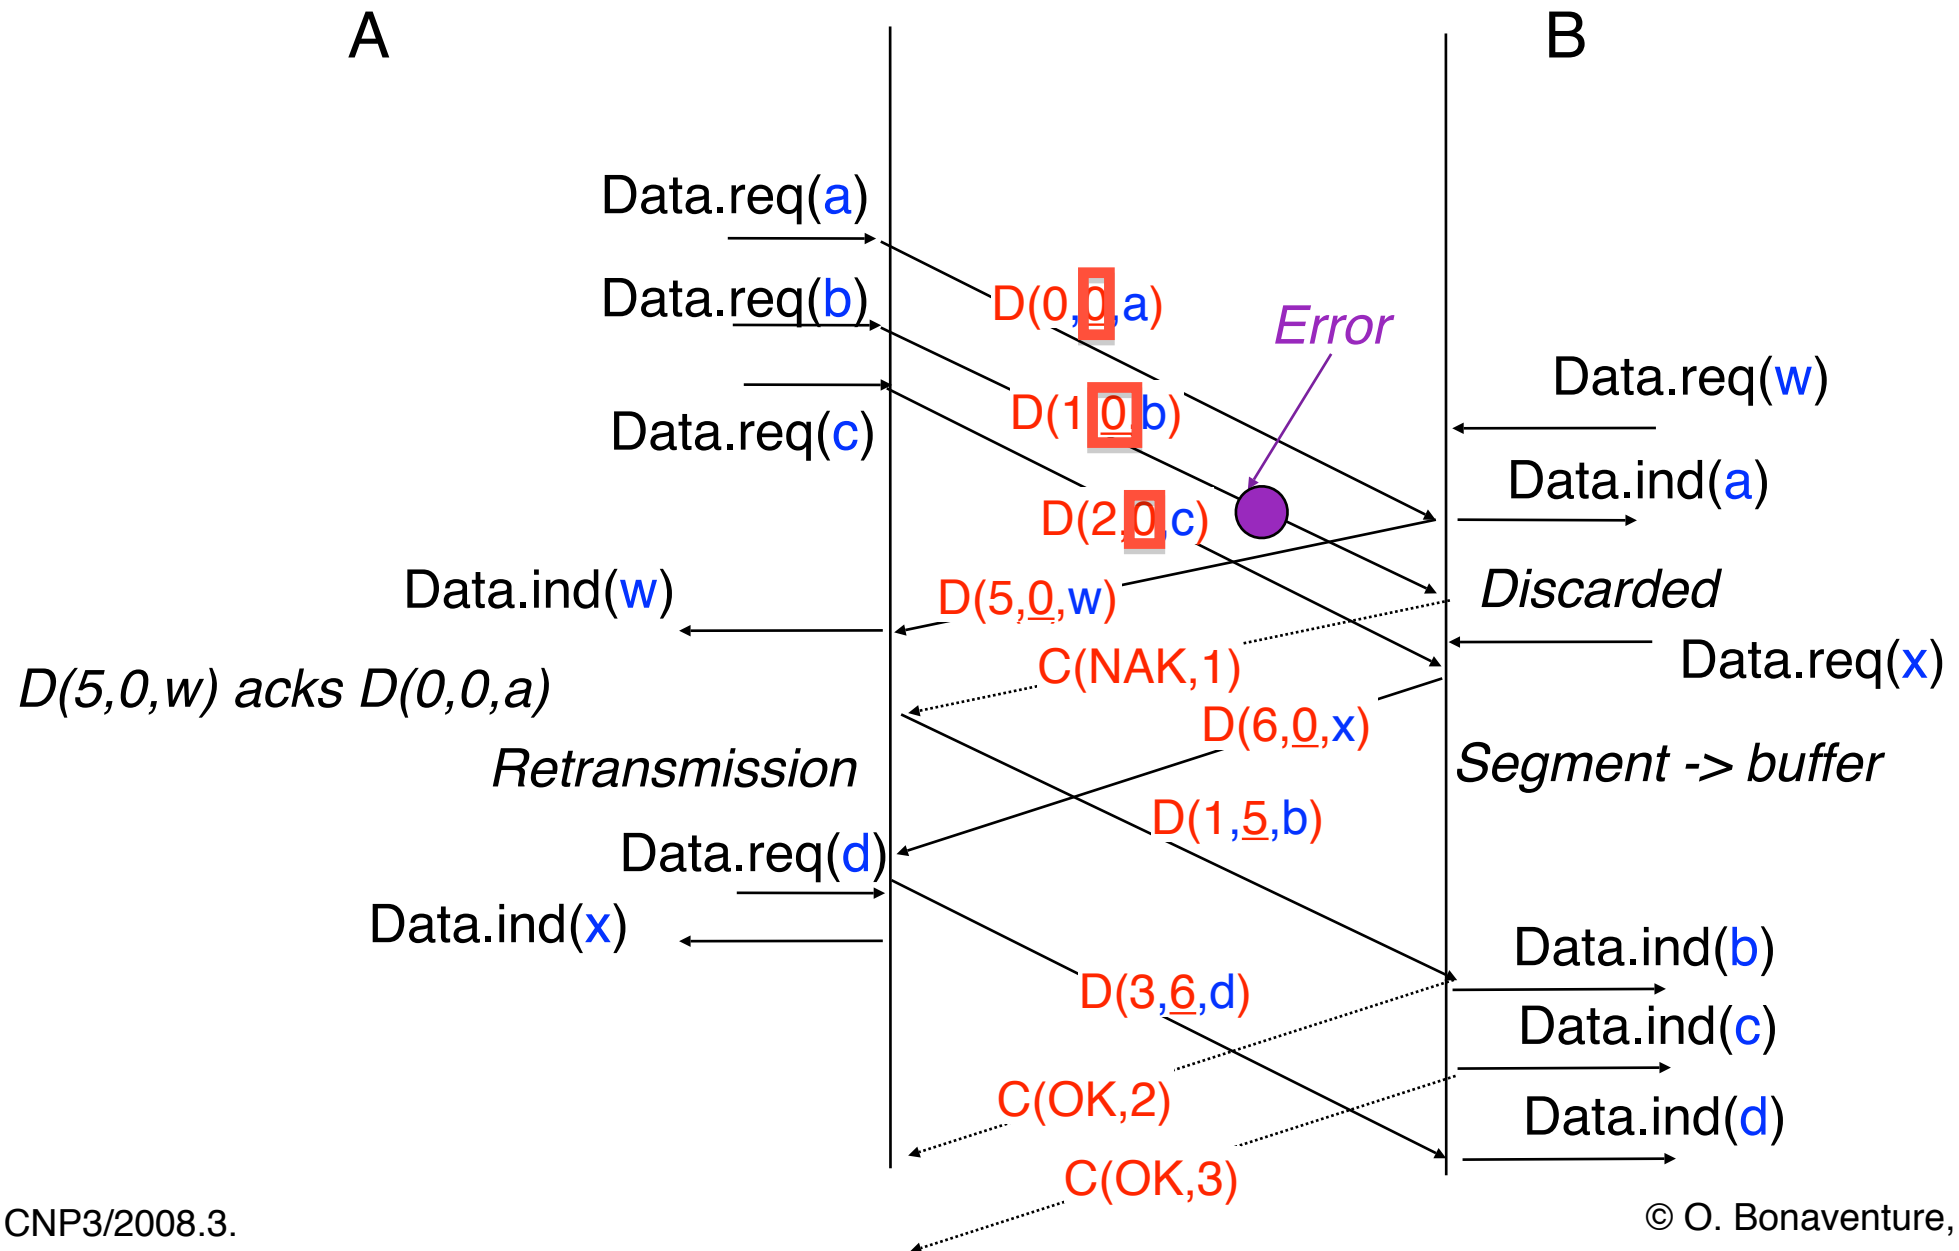 A
B
Data.req(a)
Data.req(b)
D(0,0,a)
Error
Data.req(w)
D(1 0,b)
Data.req(c)
Data.ind(a)
D(2,0,c)
Data.ind(w)
D(5,0,w)
Discarded
C(NAK,1)
Data.req(x)
D(5,0,w) acks D(0,0,a)
D(6,0,x)
Retransmission
Segment -> buffer
D(1,5,b)
Data.req(d)
Data.ind(x)
Data.ind(b)
D(3,6,d)
Data.ind(c)
C(OK,2)
Data.ind(d)
C(OK,3)
CNP3/2008.3.
© O. Bonaventure,